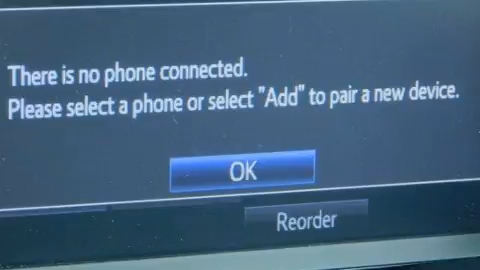 There is no phone connected.
Please select a phone or select "Add" to pair a new device.
OK
Reorder